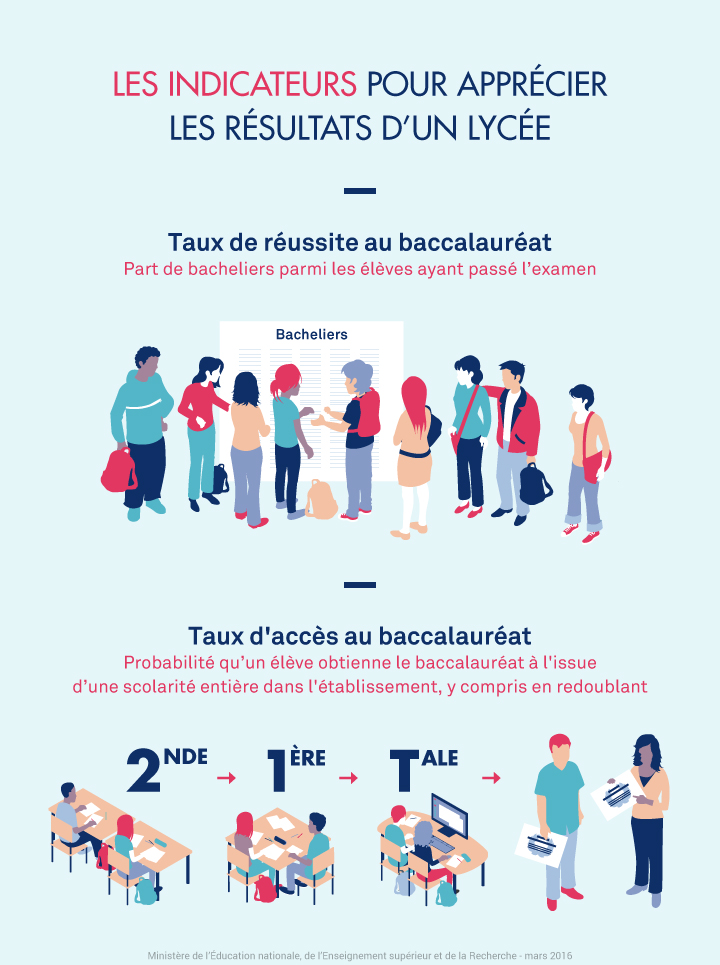 LES INDICATEURS POUR APPRÉCIER
LES RÉSULTATS D'UN LYCÉE
Taux de réussite au baccalauréat
Part de bacheliers parmi les élèves ayant passé l'examen
Bacheliers
Taux d'accès au baccalauréat
Probabilité qu'un élève obtienne le baccalauréat à l'issue
d'une scolarité entière dans l'établissement, y compris en redoublant
2NDE → 1ÈRE → TALE →
Ministère de l'Éducation nationale, de l'Enseignement supérieur et de la Recherche - mars 2016